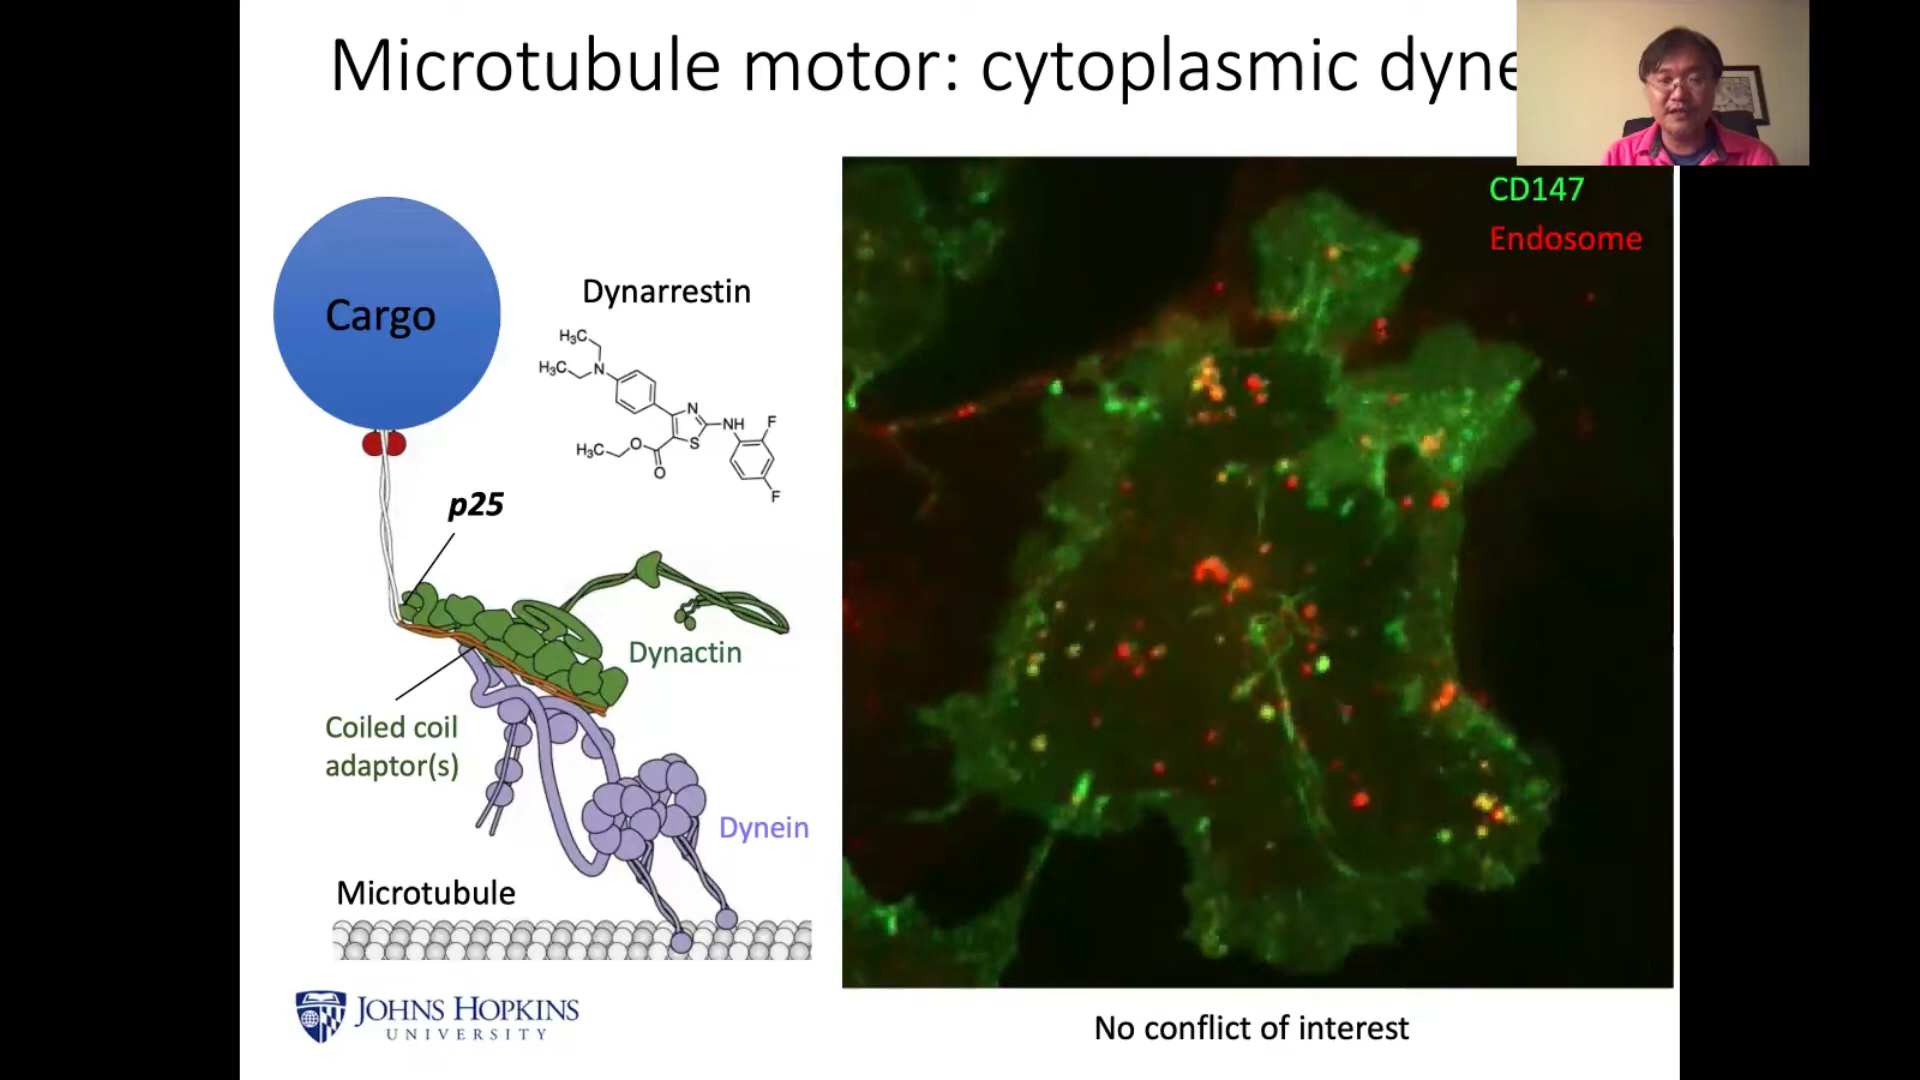 Microtubule motor: cytoplasmic dyne
CD147
Endosome
Cargo
Dynarrestin
H₃C
H₃C
N
N
NH
F
S
H₃C
O
O
F
p25
Dynactin
Coiled coil
adaptor(s)
Dynein
Microtubule
JOHNS HOPKINS
UNIVERSITY
No conflict of interest